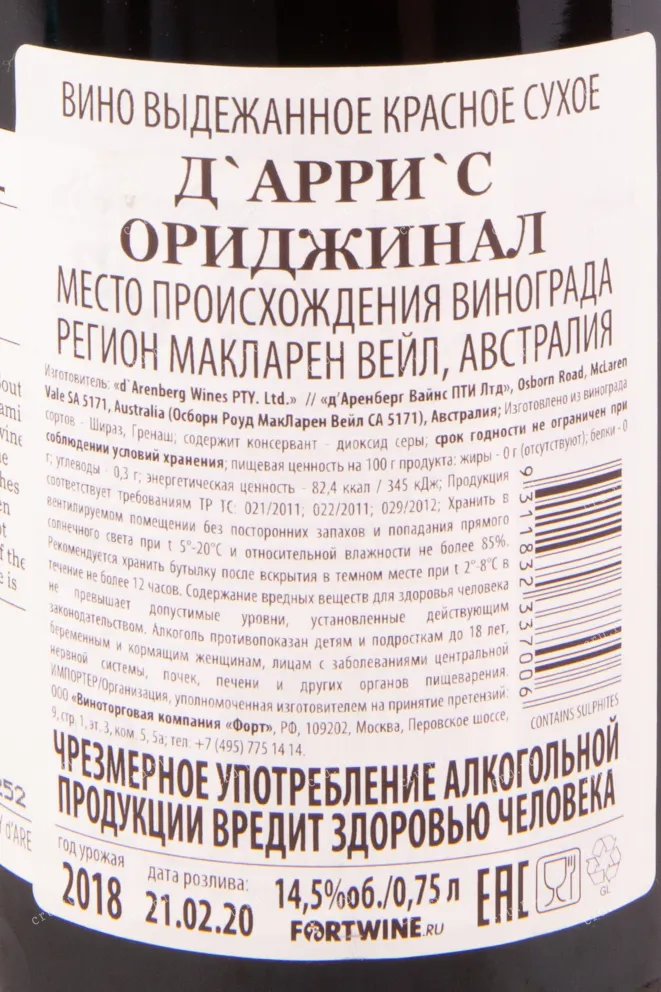 ВИНО ВЫДЕЖАННОЕ КРАСНОЕ СУХОЕ
Д`АРРИ`С
ОРИДЖИНАЛ
МЕСТО ПРОИСХОЖДЕНИЯ ВИНОГРАДА
РЕГИОН МАКЛАРЕН ВЕЙЛ, АВСТРАЛИЯ
Изготовитель: «d`Arenberg Wines PTY. Ltd.» // «д’Аренберг Вайнс ПТИ Лтд», Osborn Road, McLaren
Vale SA 5171, Australia (Осборн Роуд МакЛарен Вейл СА 5171), Австралия; Изготовлено из винограда
сортов - Шираз, Гренаш; содержит консервант - диоксид серы; срок годности не ограничен при
соблюдении условий хранения; пищевая ценность на 100 г продукта: жиры - 0 г (отсутствуют); белки - 0
г; углеводы - 0,3 г; энергетическая ценность - 82,4 ккал / 345 кДж; Продукция
соответствует требованиям ТР ТС: 021/2011; 022/2011; 029/2012; Хранить в
вентилируемом помещении без посторонних запахов и попадания прямого
солнечного света при t 5°-20°C и относительной влажности не более 85%.
Рекомендуется хранить бутылку после вскрытия в темном месте при t 2°-8°C в
течение не более 12 часов. Содержание вредных веществ для здоровья человека
не превышает допустимые уровни, установленные действующим
законодательством. Алкоголь противопоказан детям и подросткам до 18 лет,
беременным и кормящим женщинам, лицам с заболеваниями центральной
нервной системы, почек, печени и других органов пищеварения.
ИМПОРТЕР/Организация, уполномоченная изготовителем на принятие претензий:
ООО «Виноторговая компания «Форт», РФ, 109202, Москва, Перовское шоссе,
9, стр. 1, эт. 3, ком. 5, 5а; тел. +7 (495) 775 14 14.
9 311832 337006
CONTAINS SULPHITES
ЧРЕЗМЕРНОЕ УПОТРЕБЛЕНИЕ АЛКОГОЛЬНОЙ
ПРОДУКЦИИ ВРЕДИТ ЗДОРОВЬЮ ЧЕЛОВЕКА
год урожая
2018
дата розлива:
21.02.20
14,5%об./0,75 л
FORTWINE.RU
EAC
GL
252